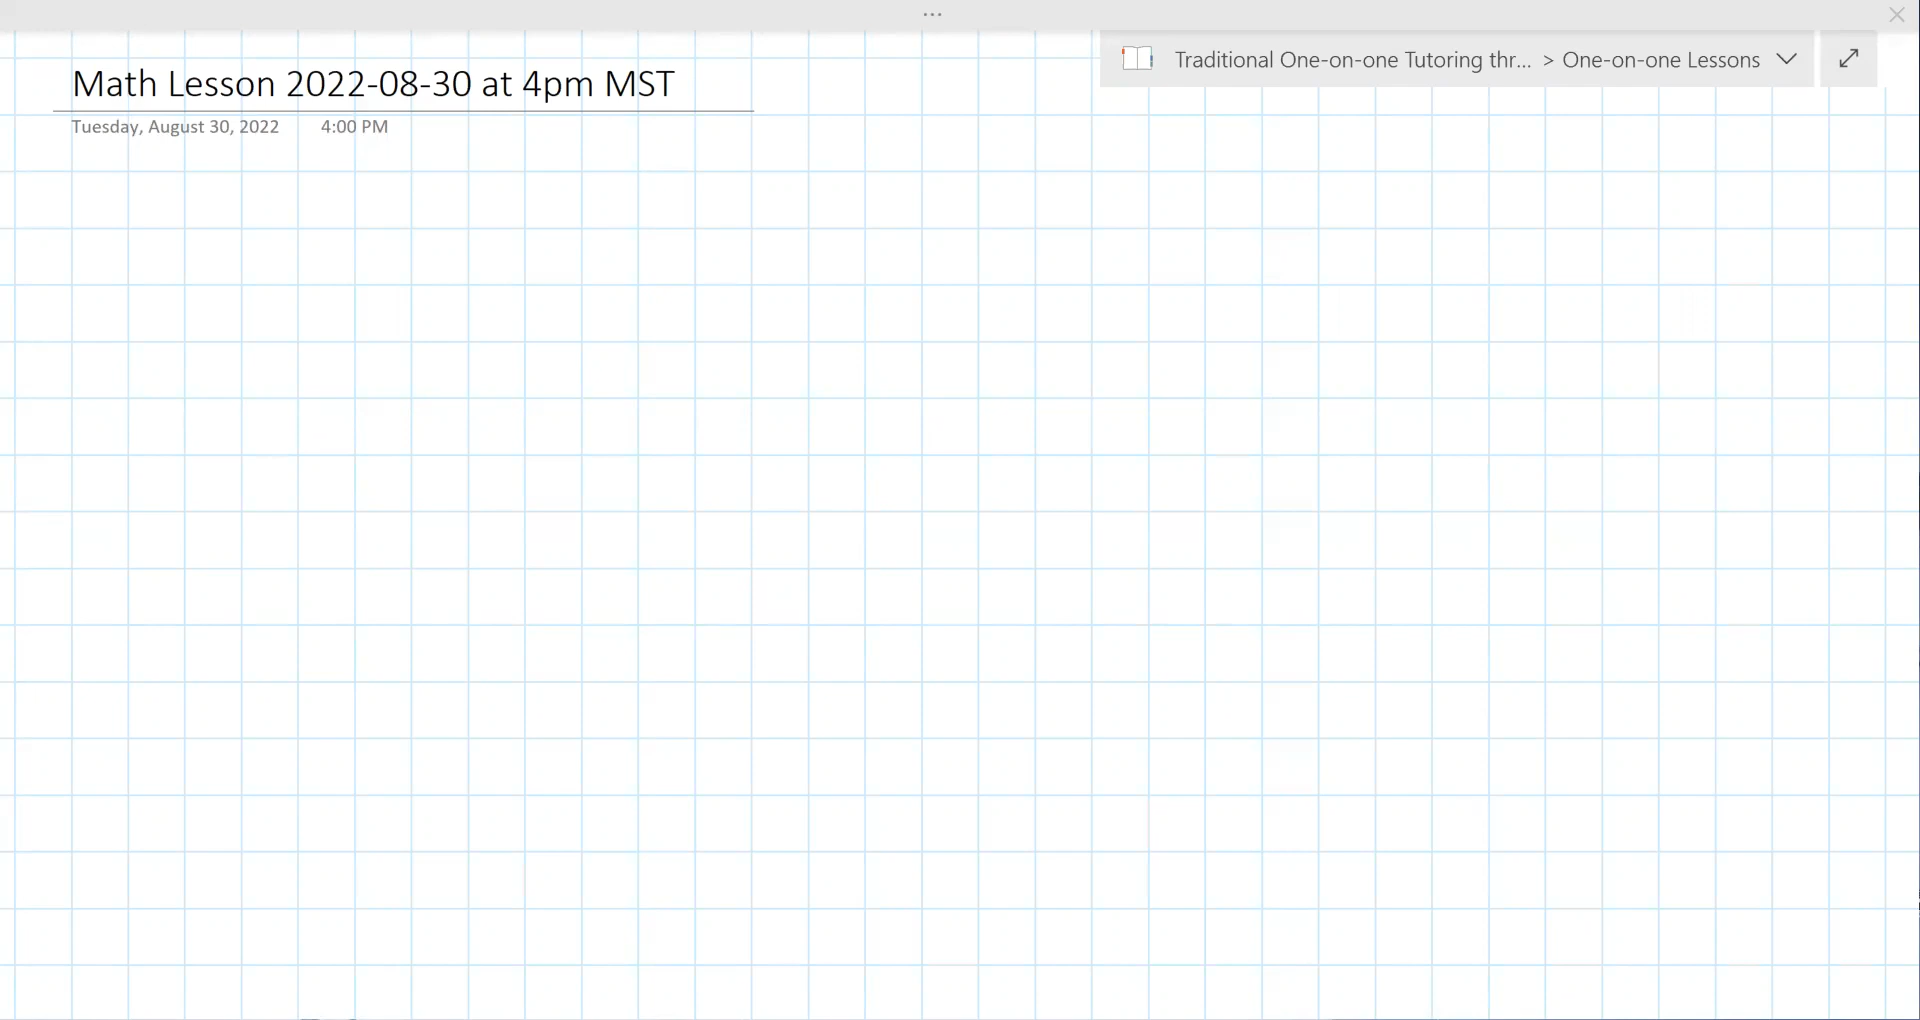 Traditional One-on-one Tutoring thr... > One-on-one Lessons
Math Lesson 2022-08-30 at 4pm MST
Tuesday, August 30, 2022 4:00 PM